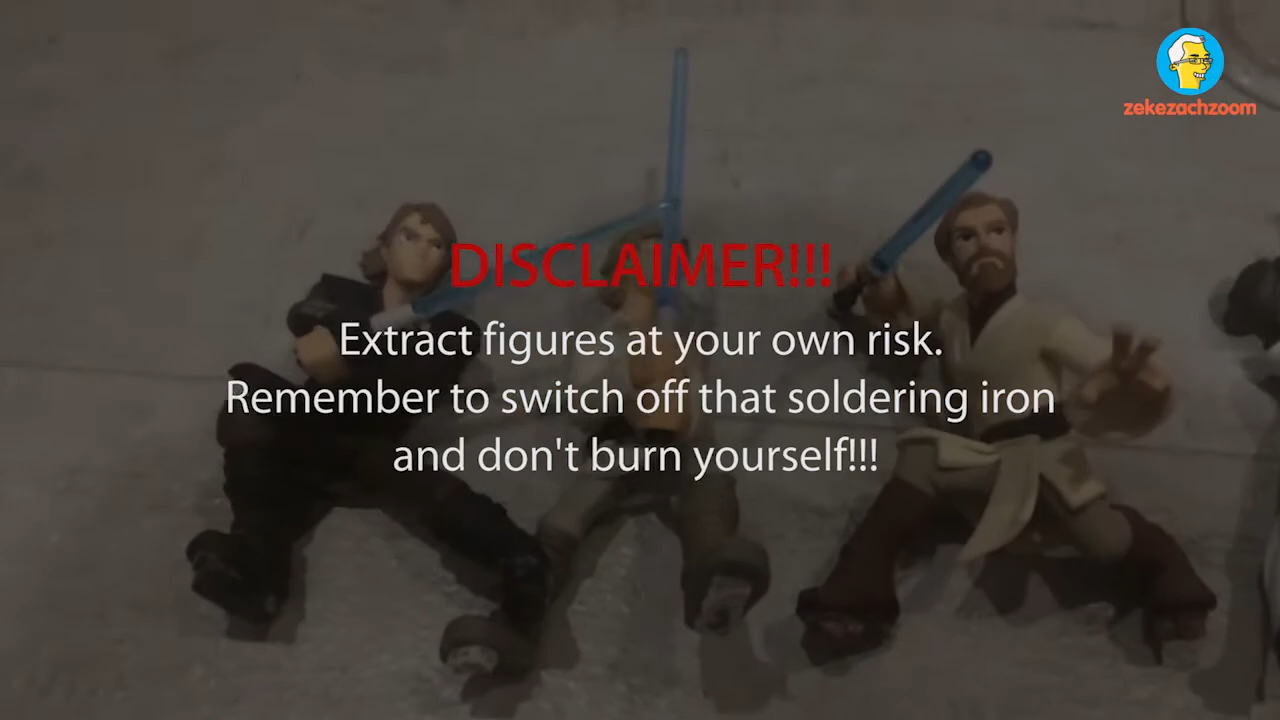 zekezachzoom
DISCLAIMER!!!
Extract figures at your own risk.
Remember to switch off that soldering iron
and don't burn yourself!!!